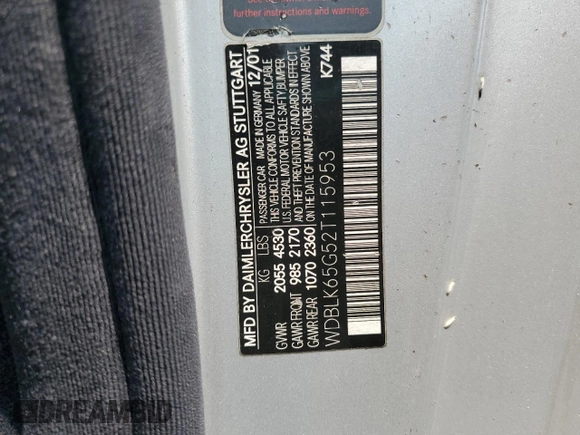 further instructions and warnings.
MFD BY DAIMLERCHRYSLER AG STUTTGART
PASSENGER CAR MADE IN GERMANY 12/01
THIS VEHICLE CONFORMS TO ALL APPLICABLE
U.S. FEDERAL MOTOR VEHICLE SAFTY BUMPER
AND THEFT PREVENTION STANDARDS IN EFFECT
ON THE DATE OF MANUFACTURE SHOWN ABOVE
KG LBS
GVWR 2055 4530
GAWR FRONT 985 2170
GAWR REAR 1070 2360
K744
WDBLK65G52T115953
DREAMBID